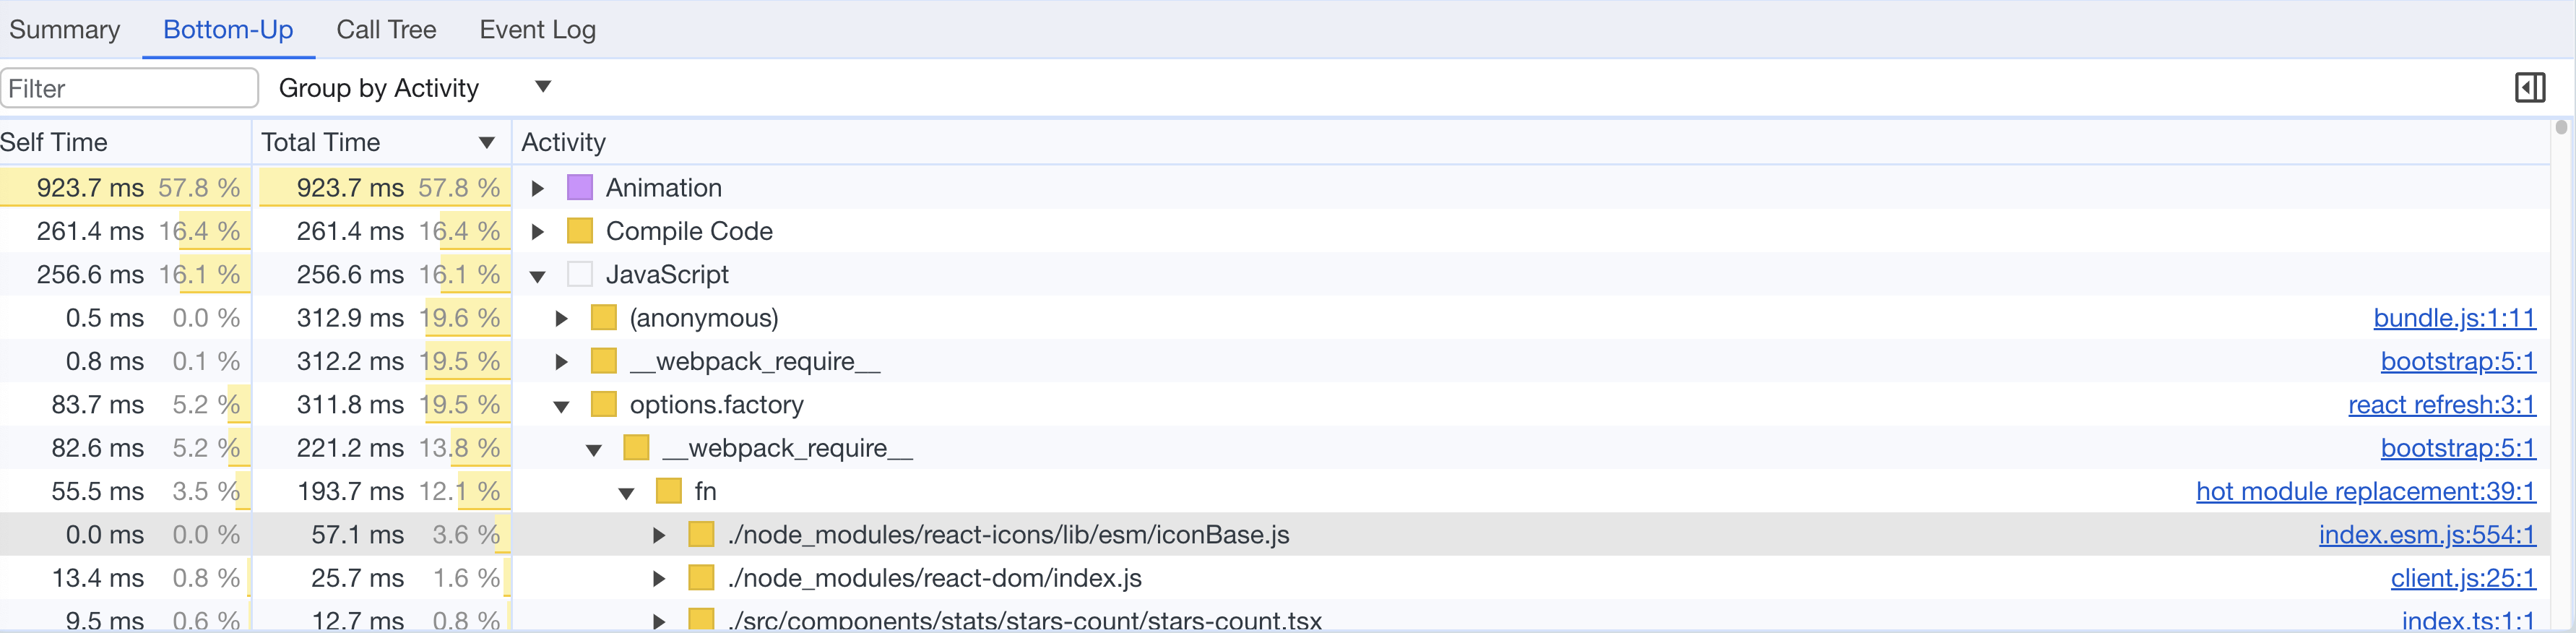 Summary Bottom-Up Call Tree Event Log
Filter Group by Activity
Self Time Total Time Activity
923.7 ms 57.8 % 923.7 ms 57.8 % Animation
261.4 ms 16.4 % 261.4 ms 16.4 % Compile Code
256.6 ms 16.1 % 256.6 ms 16.1 % JavaScript
0.5 ms 0.0 % 312.9 ms 19.6 % (anonymous) bundle.js:1:11
0.8 ms 0.1 % 312.2 ms 19.5 % __webpack_require__ bootstrap:5:1
83.7 ms 5.2 % 311.8 ms 19.5 % options.factory react refresh:3:1
82.6 ms 5.2 % 221.2 ms 13.8 % __webpack_require__ bootstrap:5:1
55.5 ms 3.5 % 193.7 ms 12.1 % fn hot module replacement:39:1
0.0 ms 0.0 % 57.1 ms 3.6 % ./node_modules/react-icons/lib/esm/iconBase.js index.esm.js:554:1
13.4 ms 0.8 % 25.7 ms 1.6 % ./node_modules/react-dom/index.js client.js:25:1
9.5 ms 0.6 % 12.7 ms 0.8 % ./src/components/stats/stars-count/stars-count.tsx index.ts:1:1